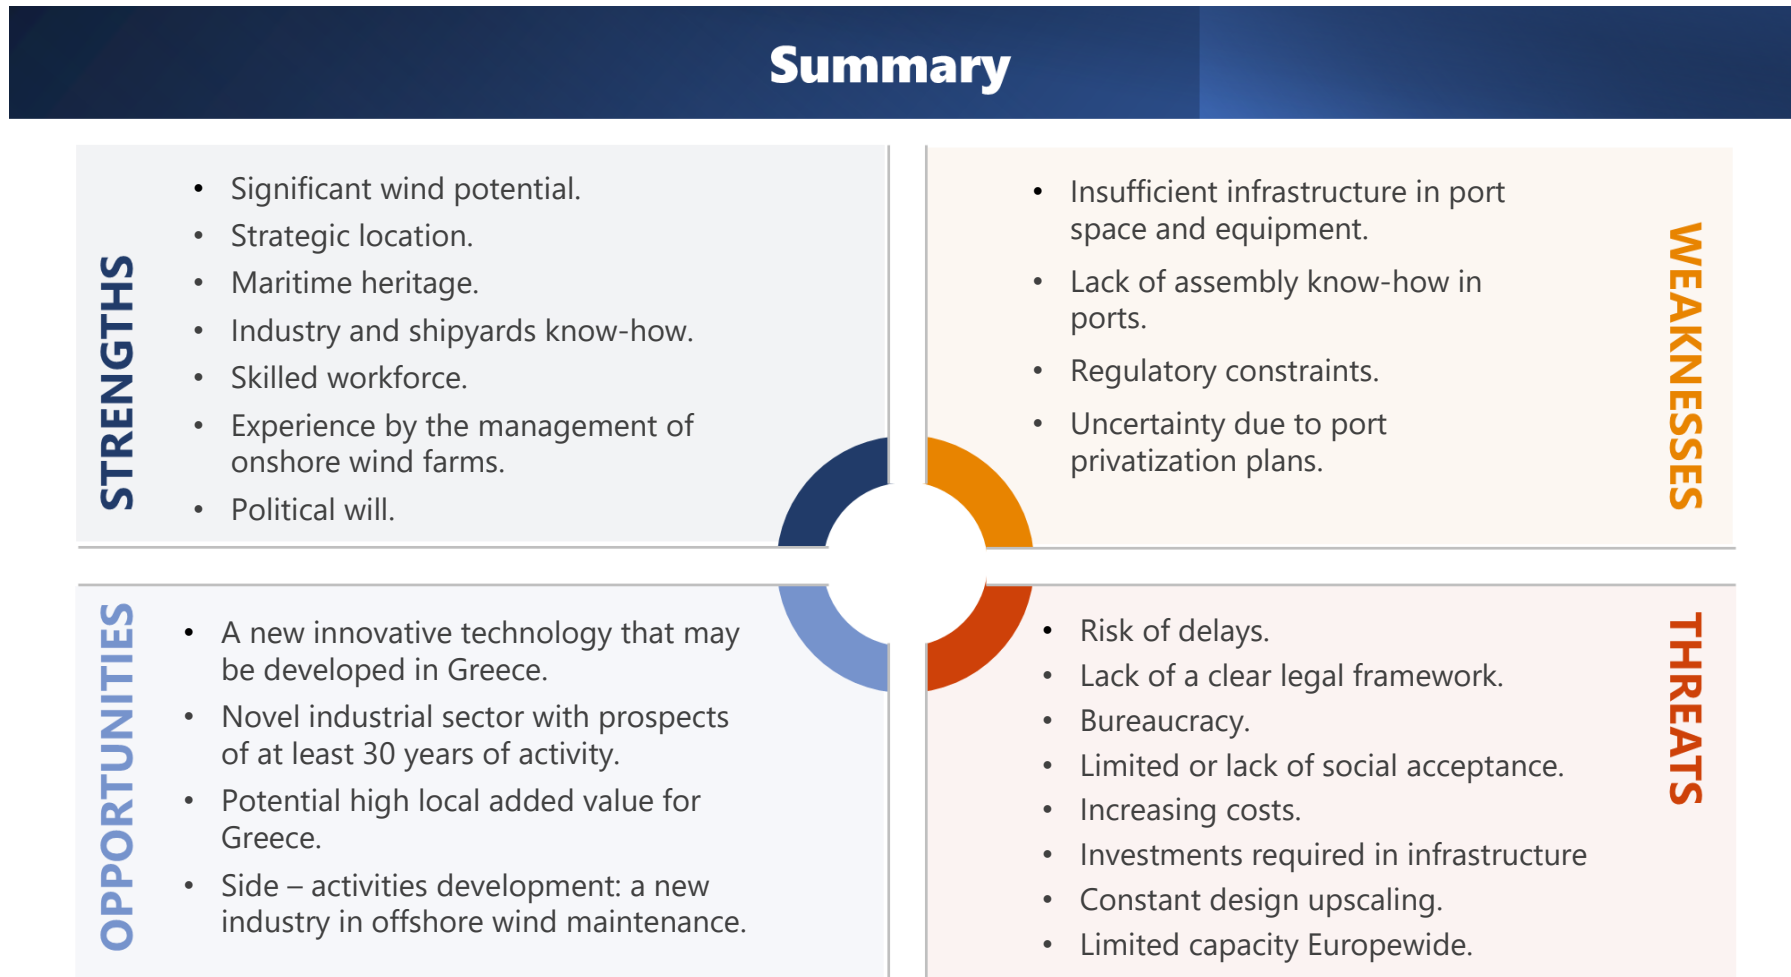 Summary
STRENGTHS
• Significant wind potential.
• Strategic location.
• Maritime heritage.
• Industry and shipyards know-how.
• Skilled workforce.
• Experience by the management of
onshore wind farms.
• Political will.
WEAKNESSES
• Insufficient infrastructure in port
space and equipment.
• Lack of assembly know-how in
ports.
• Regulatory constraints.
• Uncertainty due to port
privatization plans.
OPPORTUNITIES
• A new innovative technology that may
be developed in Greece.
• Novel industrial sector with prospects
of at least 30 years of activity.
• Potential high local added value for
Greece.
• Side – activities development: a new
industry in offshore wind maintenance.
THREATS
• Risk of delays.
• Lack of a clear legal framework.
• Bureaucracy.
• Limited or lack of social acceptance.
• Increasing costs.
• Investments required in infrastructure
• Constant design upscaling.
• Limited capacity Europewide.